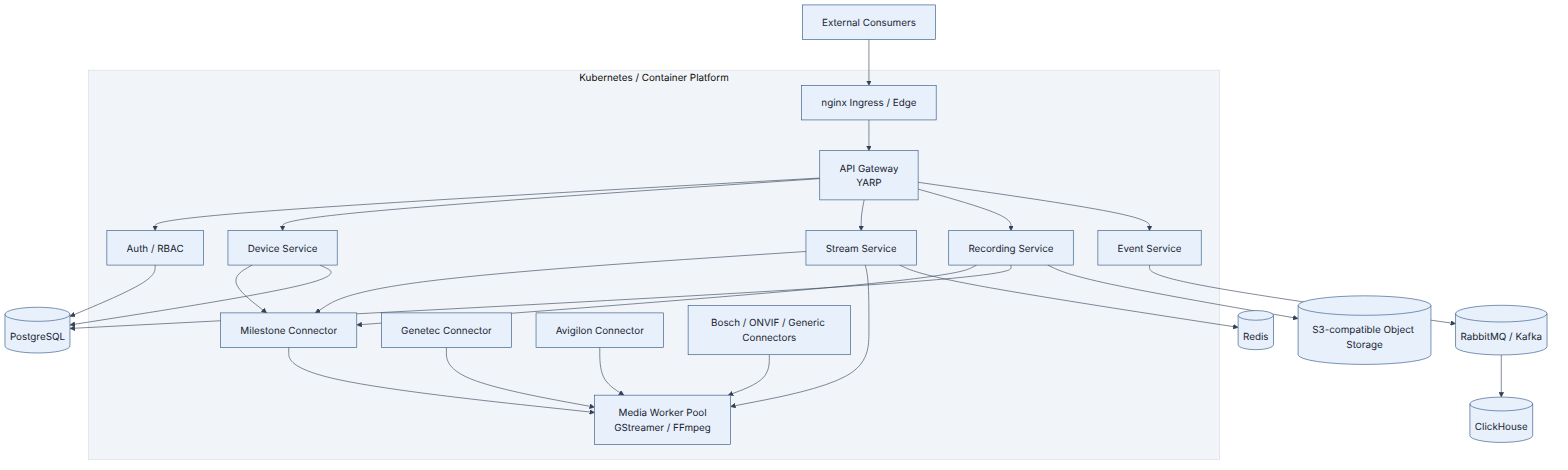 External Consumers
Kubernetes / Container Platform
nginx Ingress / Edge
API Gateway
YARP
Auth / RBAC
Device Service
Stream Service
Recording Service
Event Service
PostgreSQL
Milestone Connector
Genetec Connector
Avigilon Connector
Bosch / ONVIF / Generic
Connectors
Redis
S3-compatible Object
Storage
RabbitMQ / Kafka
Media Worker Pool
GStreamer / FFmpeg
ClickHouse